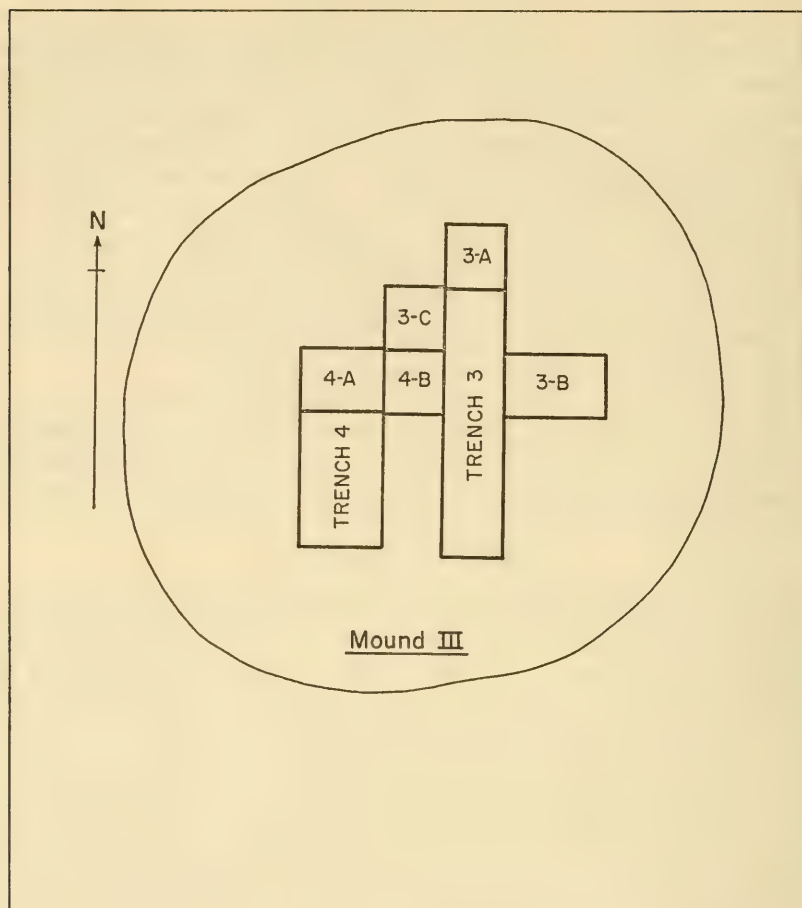 N
3-A
3-C
4-A
4-B
TRENCH 3
3-B
TRENCH 4
Mound III